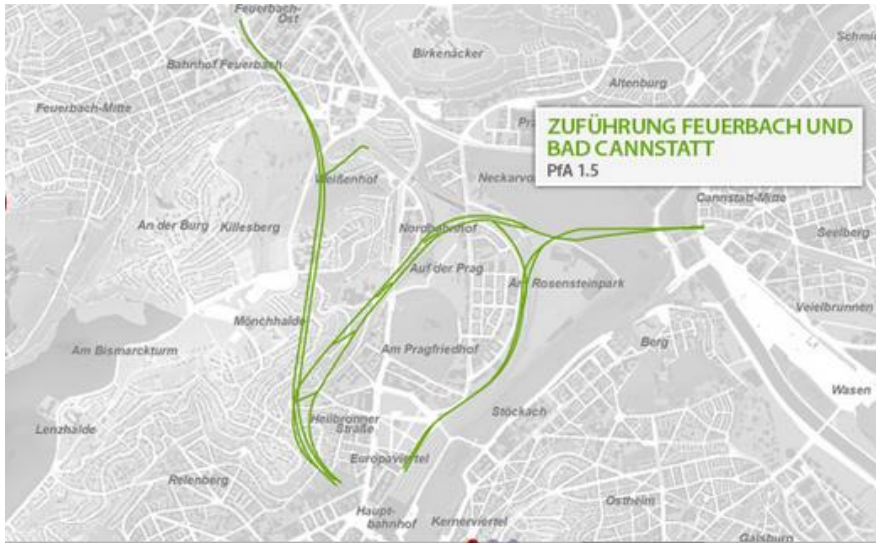 Feuerbach-
Ost
Birkenäcker
Bahnhof Feuerbach
Altenburg
Feuerbach-Mitte
ZUFÜHRUNG FEUERBACH UND
BAD CANNSTATT
PfA 1.5
Weißenhof
Cannstatt-Mitte
An der Burg
Killesberg
Nordbahnhof
Seelberg
Auf der Prag
Am Rosensteinpark
Veielbrunnen
Mönchhalde
Am Bismarckturm
Am Pragfriedhof
Berg
Wasen
Lenzhalde
Heilbronner
Straße
Stöckach
Europaviertel
Relenberg
Ostheim
Haupt-
bahnhof
Kernerviertel
Gaisburg